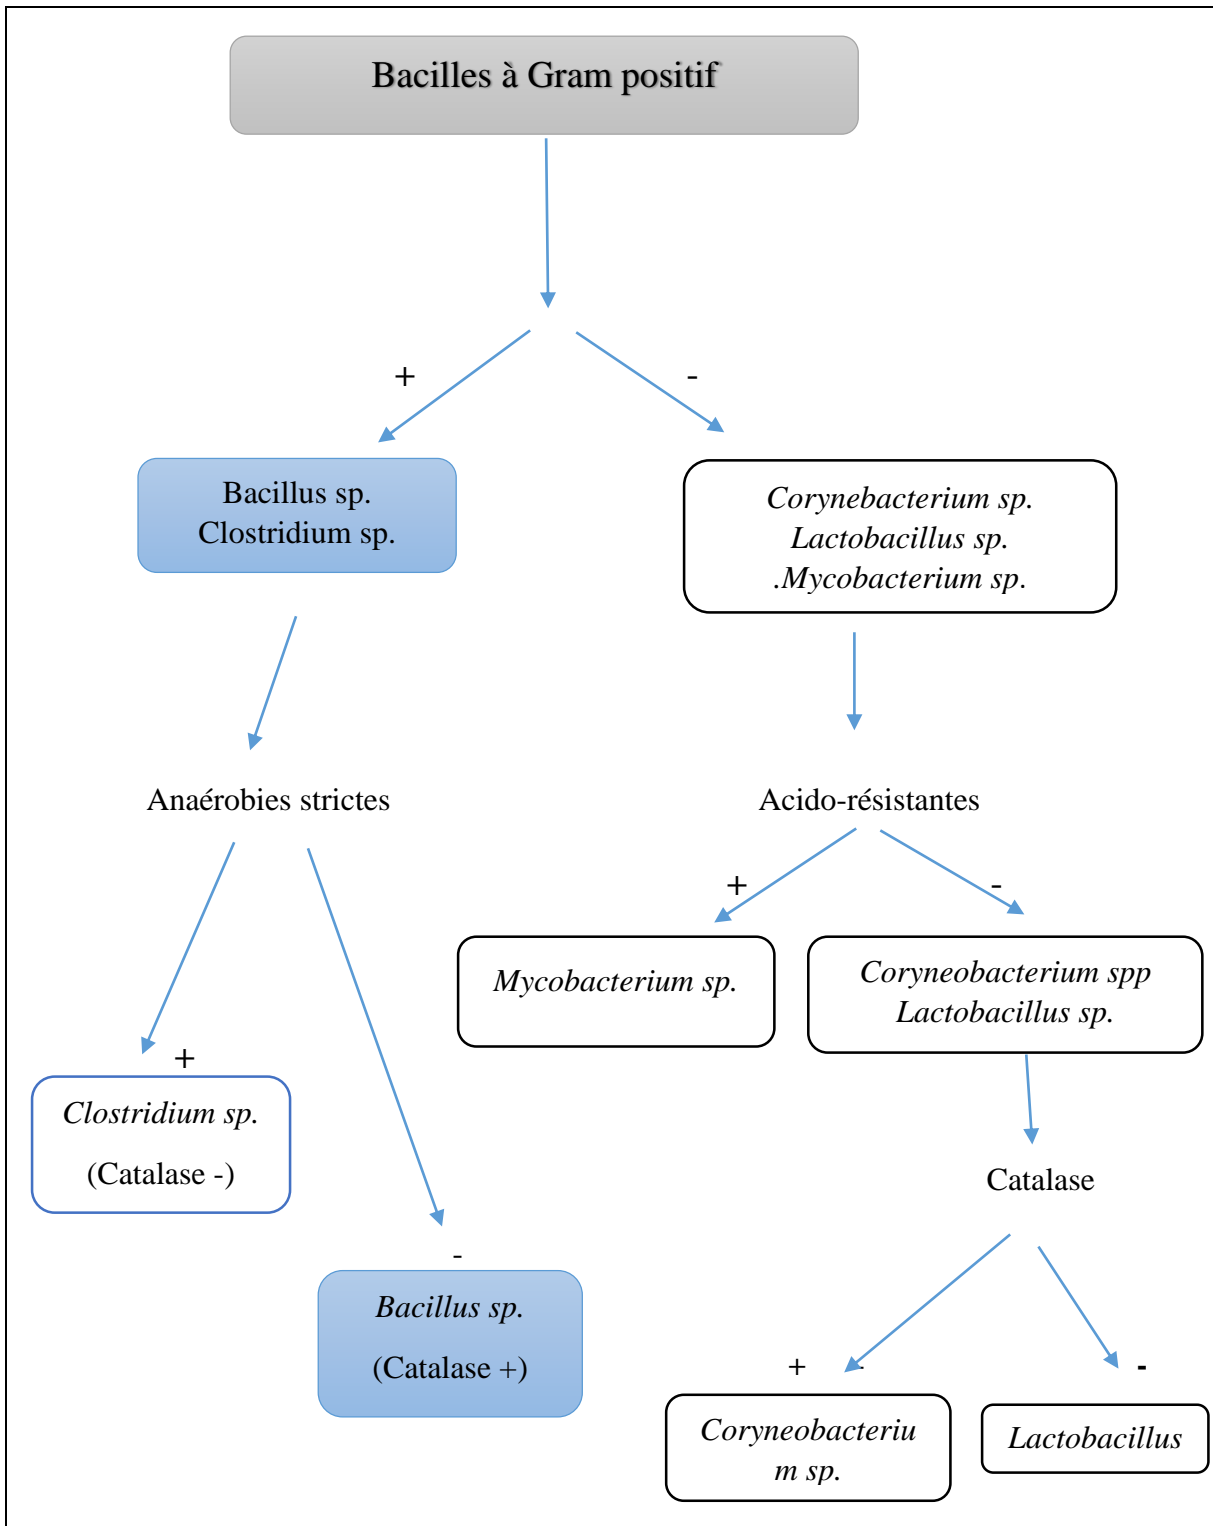 Bacilles à Gram positif
+
-
Bacillus sp.
Clostridium sp.
Corynebacterium sp.
Lactobacillus sp.
.Mycobacterium sp.
Anaérobies strictes
Acido-résistantes
+
-
Mycobacterium sp.
Coryneobacterium spp
Lactobacillus sp.
+
Clostridium sp.
(Catalase -)
Catalase
-
Bacillus sp.
(Catalase +)
+ -
-
Coryneobacteriu
m sp.
Lactobacillus